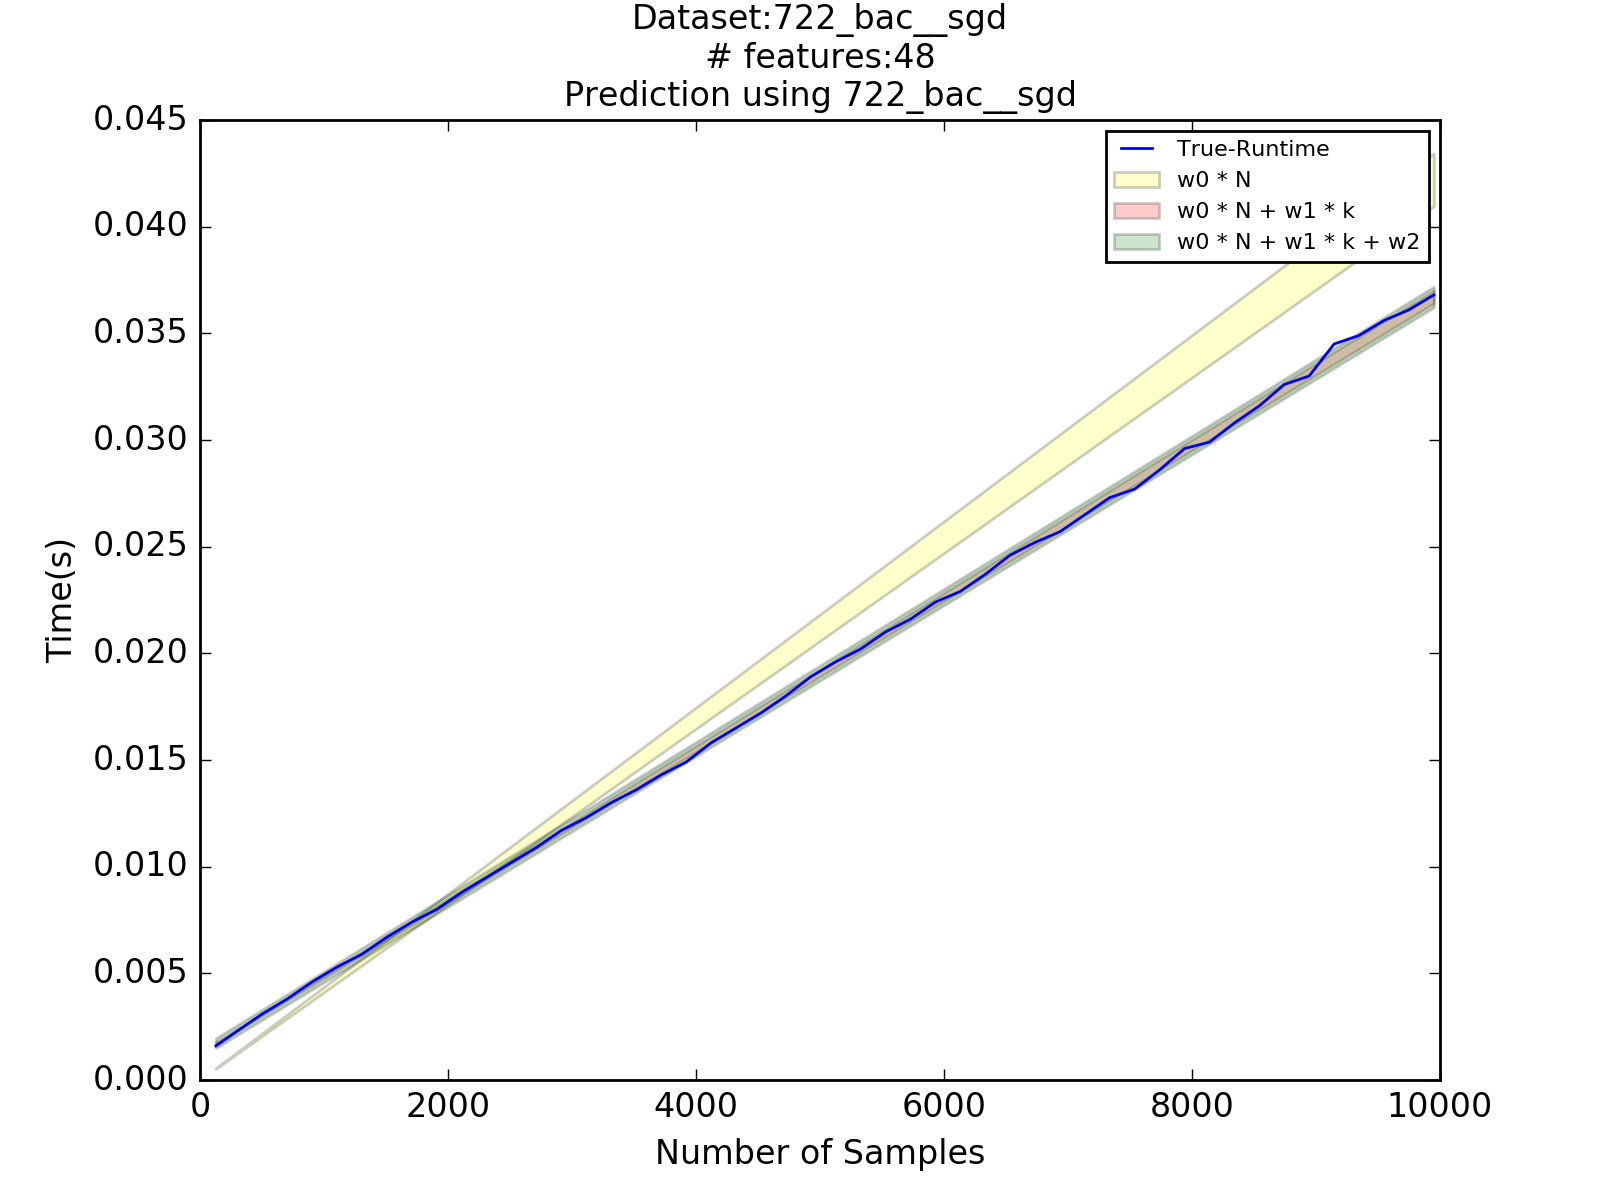 Dataset:722_bac__sgd
# features:48
Prediction using 722_bac__sgd
0.045
0.040
0.035
0.030
0.025
0.020
0.015
0.010
0.005
0.000
Time(s)
True-Runtime
w0 * N
w0 * N + w1 * k
w0 * N + w1 * k + w2
0
2000
4000
6000
8000
10000
Number of Samples